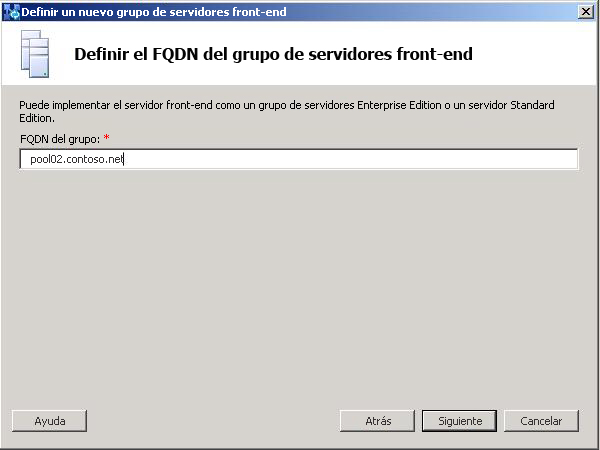 Definir un nuevo grupo de servidores front-end
Definir el FQDN del grupo de servidores front-end
Puede implementar el servidor front-end como un grupo de servidores Enterprise Edition o un servidor Standard
Edition.
FQDN del grupo: *
pool02.contoso.net
Ayuda
Atrás
Siguiente
Cancelar